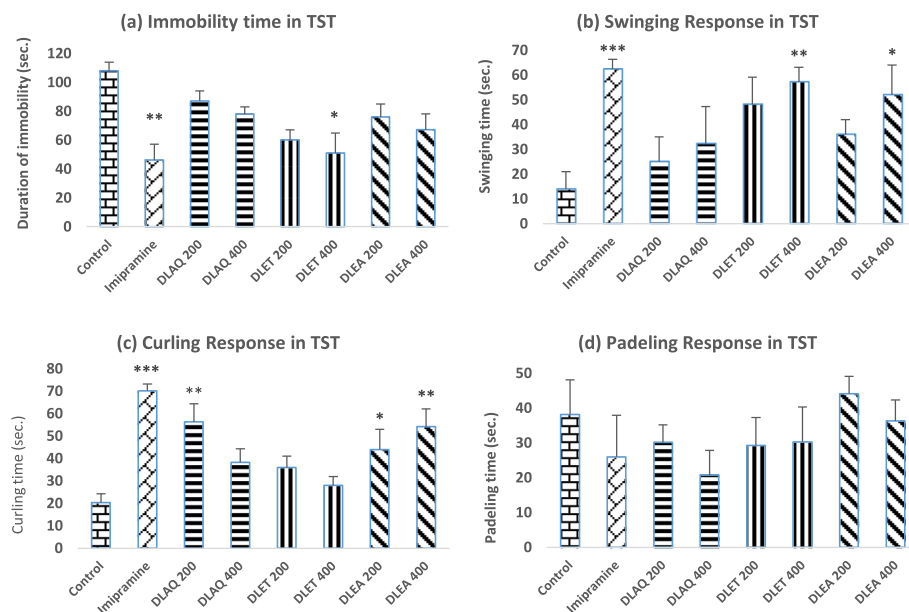 (a) Immobility time in TST
Duration of immobility (sec.)
120
100
80
60
40
20
0
**
*
Control
Imipramine
DLAQ 200
DLAQ 400
DLET 200
DLET 400
DLEA 200
DLEA 400
(b) Swinging Response in TST
Swinging time (sec.)
70
60
50
40
30
20
10
0
***
**
*
Control
Imipramine
DLAQ 200
DLAQ 400
DLET 200
DLET 400
DLEA 200
DLEA 400
(c) Curling Response in TST
Curling time (sec.)
80
70
60
50
40
30
20
10
0
***
**
*
**
Control
Imipramine
DLAQ 200
DLAQ 400
DLET 200
DLET 400
DLEA 200
DLEA 400
(d) Padeling Response in TST
Padeling time (sec.)
50
40
30
20
10
0
Control
Imipramine
DLAQ 200
DLAQ 400
DLET 200
DLET 400
DLEA 200
DLEA 400